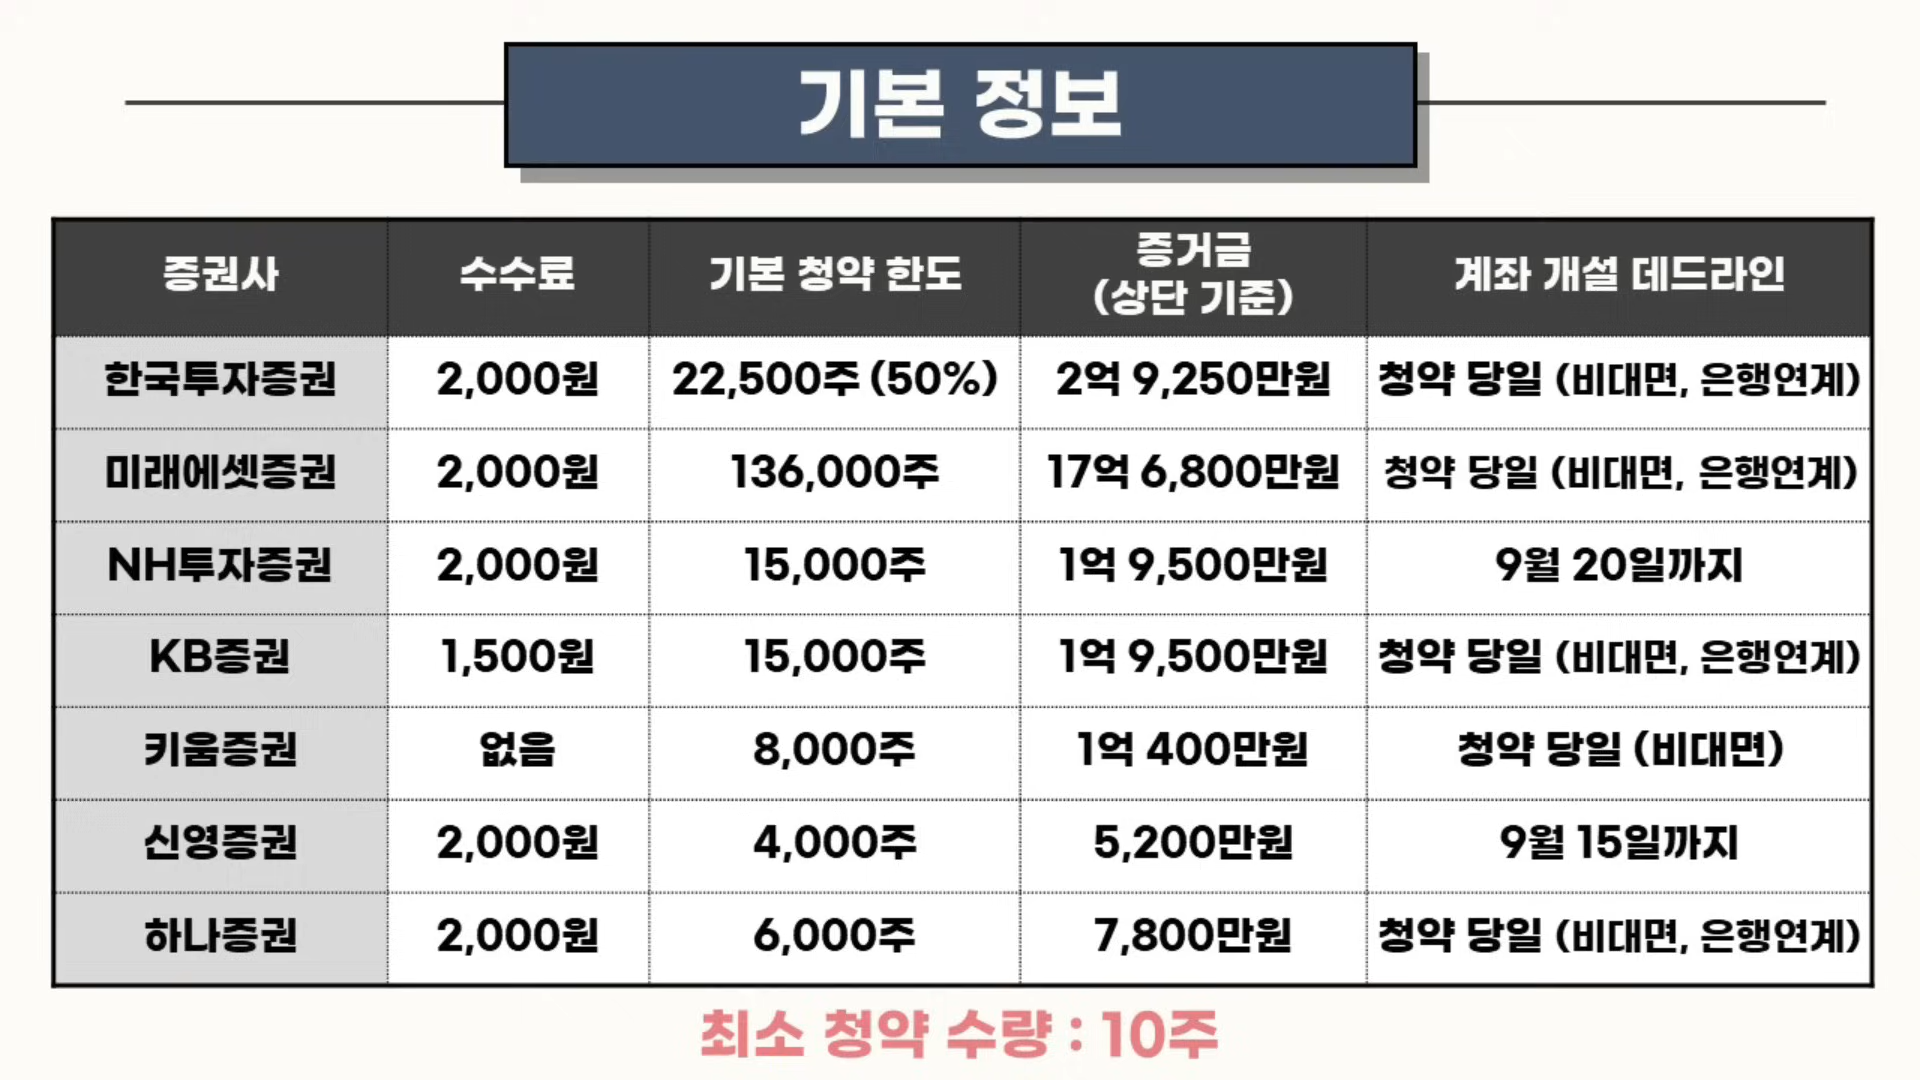 기본 정보
증권사 수수료 기본 청약 한도 증거금 (상단 기준) 계좌 개설 데드라인
한국투자증권 2,000원 22,500주 (50%) 2억 9,250만원 청약 당일 (비대면, 은행연계)
미래에셋증권 2,000원 136,000주 17억 6,800만원 청약 당일 (비대면, 은행연계)
NH투자증권 2,000원 15,000주 1억 9,500만원 9월 20일까지
KB증권 1,500원 15,000주 1억 9,500만원 청약 당일 (비대면, 은행연계)
키움증권 없음 8,000주 1억 400만원 청약 당일 (비대면)
신영증권 2,000원 4,000주 5,200만원 9월 15일까지
하나증권 2,000원 6,000주 7,800만원 청약 당일 (비대면, 은행연계)
최소 청약 수량 : 10주